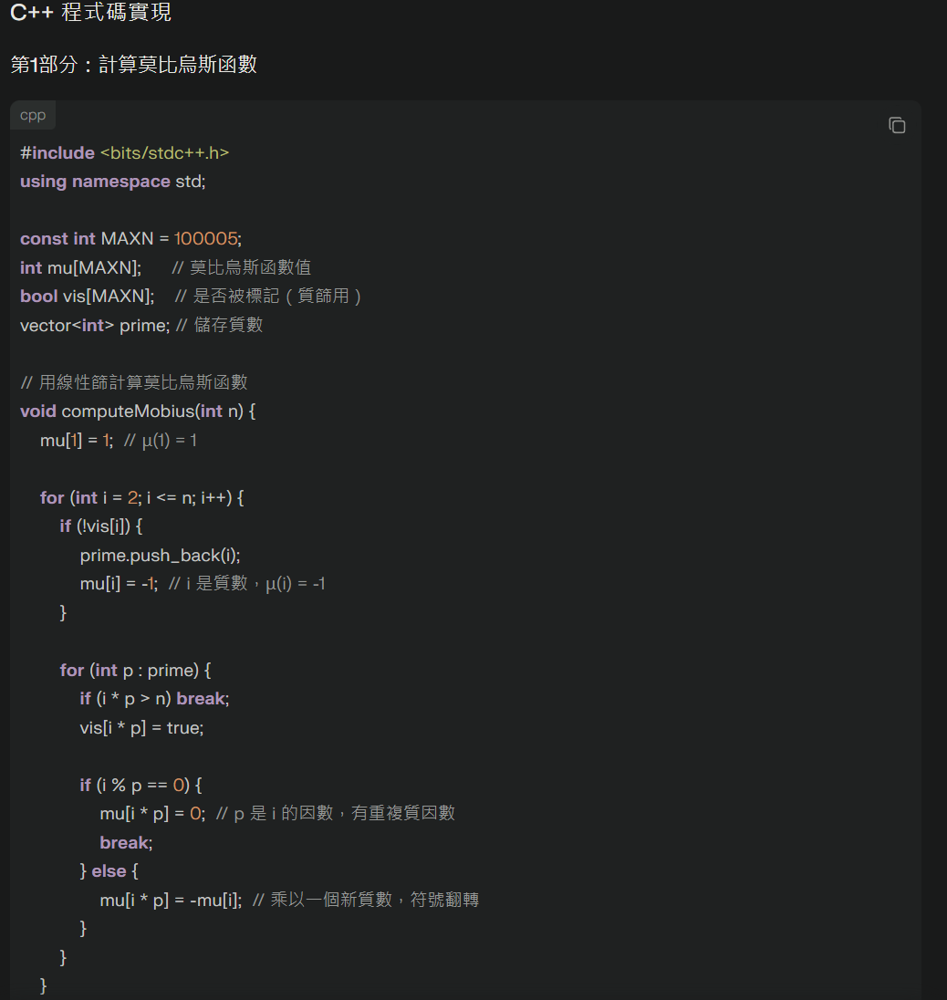 C++ 程式碼實現
第1部分：計算莫比烏斯函數
cpp
#include <bits/stdc++.h>
using namespace std;
const int MAXN = 100005;
int mu[MAXN];      // 莫比烏斯函數值
bool vis[MAXN];    // 是否被標記（質篩用）
vector<int> prime; // 儲存質數
// 用線性篩計算莫比烏斯函數
void computeMobius(int n) {
    mu[1] = 1;  // μ(1) = 1
    for (int i = 2; i <= n; i++) {
        if (!vis[i]) {
            prime.push_back(i);
            mu[i] = -1;  // i 是質數，μ(i) = -1
        }
        for (int p : prime) {
            if (i * p > n) break;
            vis[i * p] = true;
            if (i % p == 0) {
                mu[i * p] = 0;  // p 是 i 的因數，有重複質因數
                break;
            } else {
                mu[i * p] = -mu[i];  // 乘以一個新質數，符號翻轉
            }
        }
    }